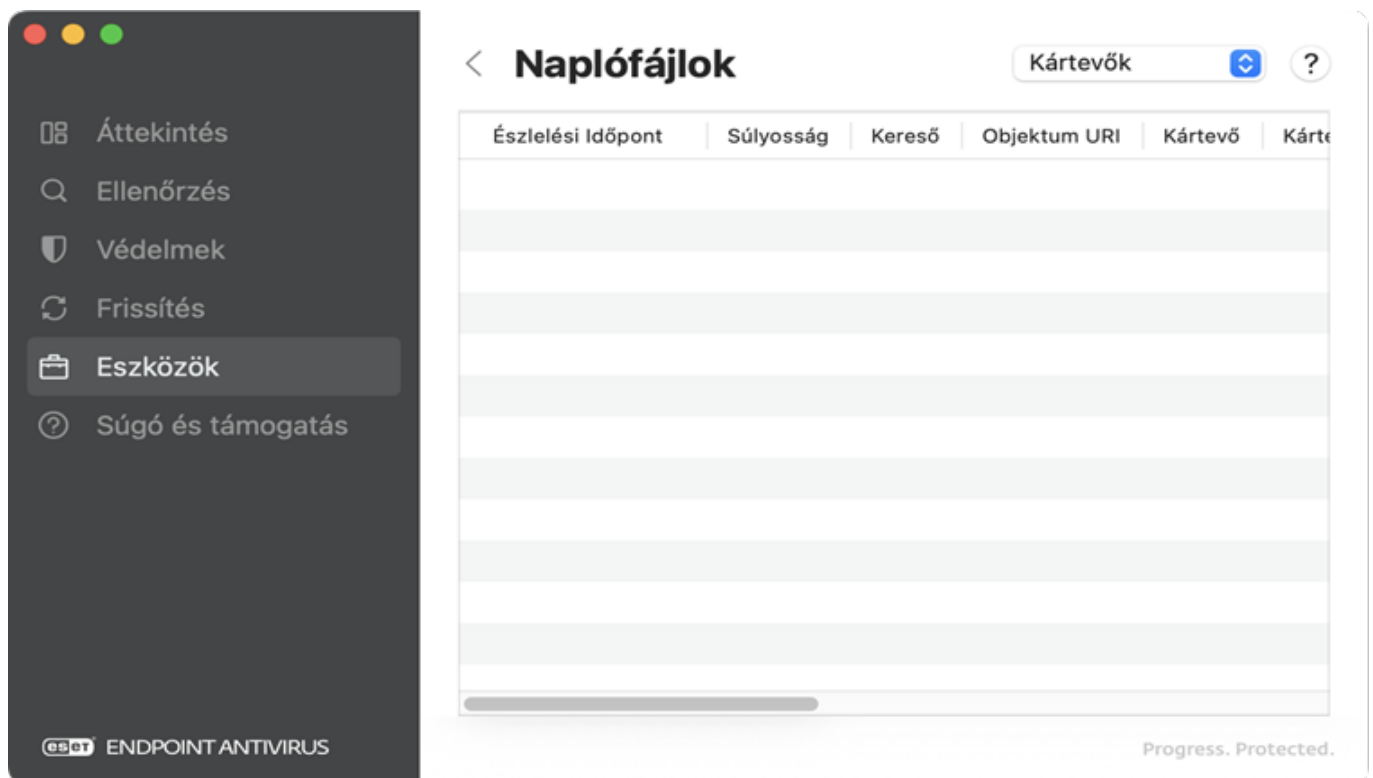 Naplófájlok
Kártevők
?
Áttekintés
Ellenőrzés
Védelmek
Frissítés
Eszközök
Súgó és támogatás
Észlelési Időpont Súlyosság Kereső Objektum URI Kártevő Kárte
eset ENDPOINT ANTIVIRUS
Progress. Protected.